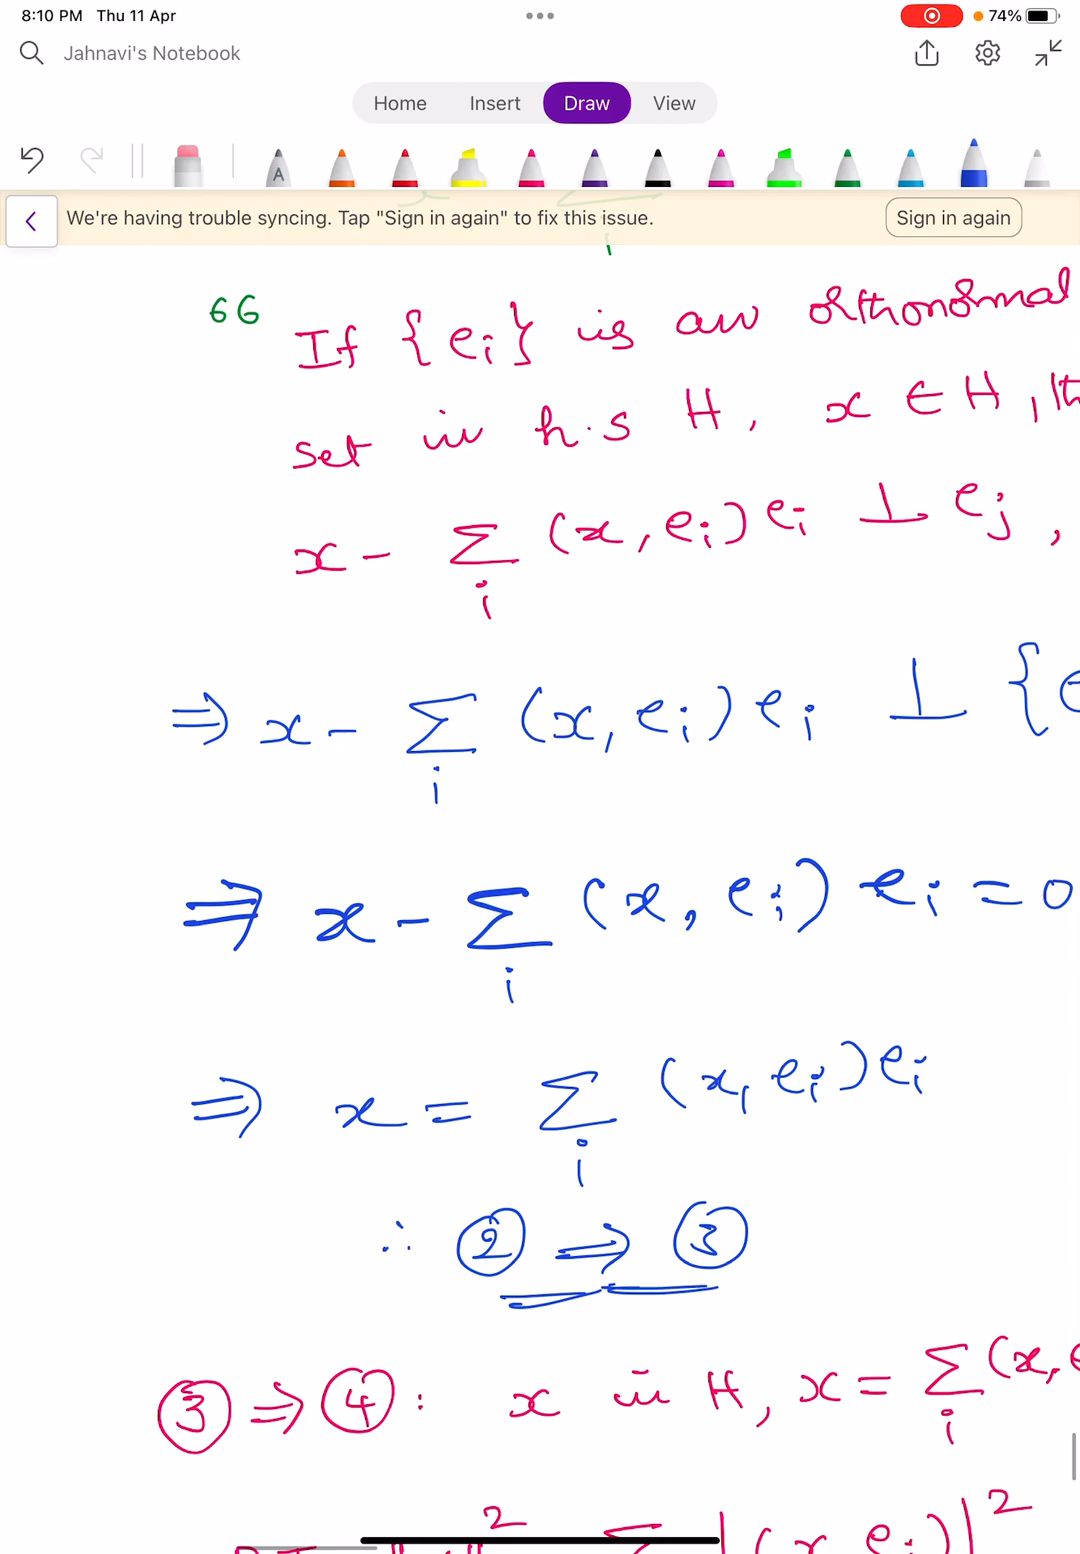 8:10 PM Thu 11 Apr 74%
Jahnavi's Notebook
Home Insert Draw View
A
We're having trouble syncing. Tap "Sign in again" to fix this issue. Sign in again
66 If {eᵢ} is an orthonormal
set in h.s H, x ∈ H, th
x - Σᵢ (x, eᵢ) eᵢ ⊥ eⱼ,
⇒ x - Σᵢ (x, eᵢ) eᵢ ⊥ {e
⇒ x - Σᵢ (x, eᵢ) eᵢ = 0
⇒ x = Σᵢ (x, eᵢ) eᵢ
∴ ② ⇒ ③
③ ⇒ ④ : x in H, x = Σᵢ (x, e